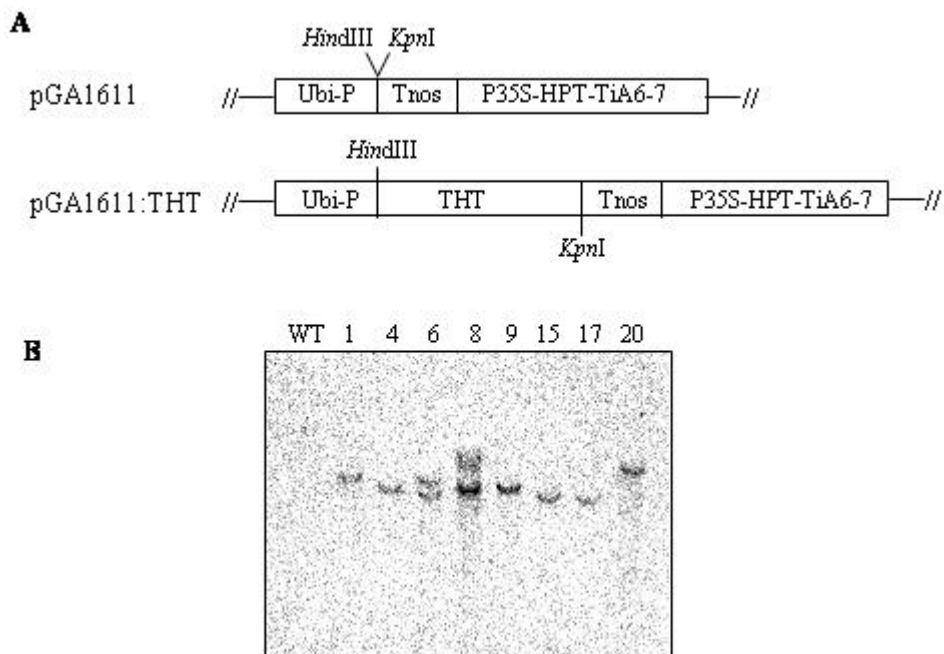 A
HindIII KpnI
pGA1611 // Ubi-P Tnos P35S-HPT-TiA6-7 //
HindIII
pGA1611:THT // Ubi-P THT Tnos P35S-HPT-TiA6-7 //
KpnI
B
WT 1 4 6 8 9 15 17 20